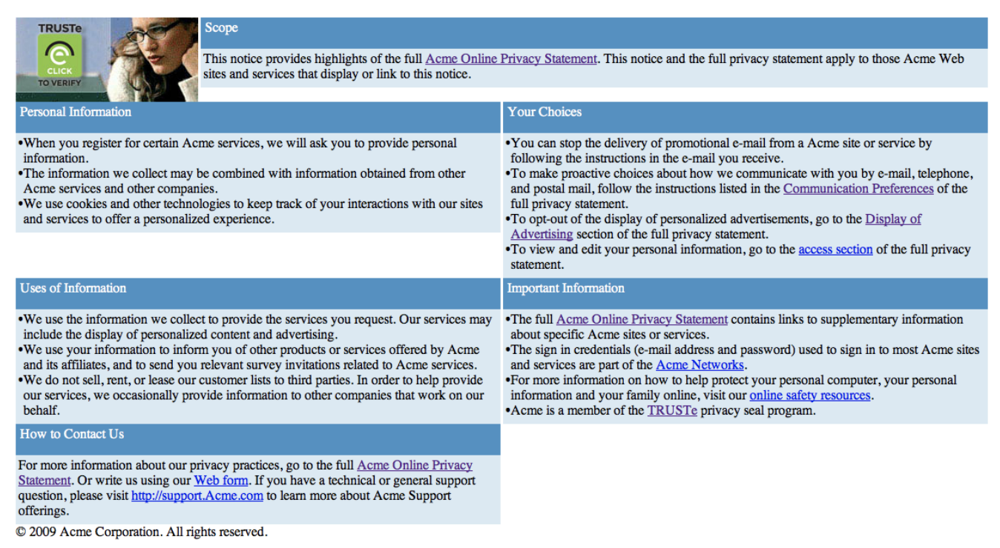 TRUSTe
e
CLICK
TO VERIFY
Scope
This notice provides highlights of the full Acme Online Privacy Statement. This notice and the full privacy statement apply to those Acme Web
sites and services that display or link to this notice.
Personal Information
•When you register for certain Acme services, we will ask you to provide personal
information.
•The information we collect may be combined with information obtained from other
Acme services and other companies.
•We use cookies and other technologies to keep track of your interactions with our sites
and services to offer a personalized experience.
Your Choices
•You can stop the delivery of promotional e-mail from a Acme site or service by
following the instructions in the e-mail you receive.
•To make proactive choices about how we communicate with you by e-mail, telephone,
and postal mail, follow the instructions listed in the Communication Preferences of the
full privacy statement.
•To opt-out of the display of personalized advertisements, go to the Display of
Advertising section of the full privacy statement.
•To view and edit your personal information, go to the access section of the full privacy
statement.
Uses of Information
•We use the information we collect to provide the services you request. Our services may
include the display of personalized content and advertising.
•We use your information to inform you of other products or services offered by Acme
and its affiliates, and to send you relevant survey invitations related to Acme services.
•We do not sell, rent, or lease our customer lists to third parties. In order to help provide
our services, we occasionally provide information to other companies that work on our
behalf.
Important Information
•The full Acme Online Privacy Statement contains links to supplementary information
about specific Acme sites or services.
•The sign in credentials (e-mail address and password) used to sign in to most Acme sites
and services are part of the Acme Networks.
•For more information on how to help protect your personal computer, your personal
information and your family online, visit our online safety resources.
•Acme is a member of the TRUSTe privacy seal program.
How to Contact Us
For more information about our privacy practices, go to the full Acme Online Privacy
Statement. Or write us using our Web form. If you have a technical or general support
question, please visit http://support.Acme.com to learn more about Acme Support
offerings.
© 2009 Acme Corporation. All rights reserved.